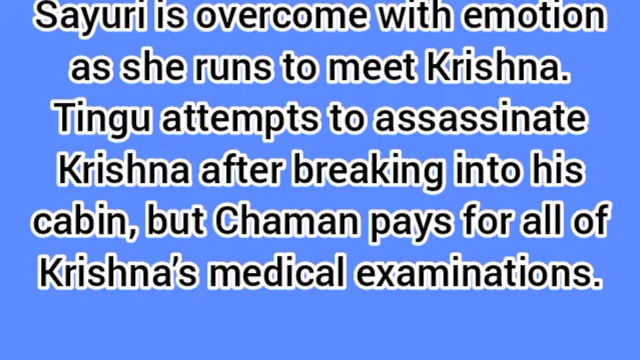 Sayuri is overcome with emotion
as she runs to meet Krishna.
Tingu attempts to assassinate
Krishna after breaking into his
cabin, but Chaman pays for all of
Krishna's medical examinations.